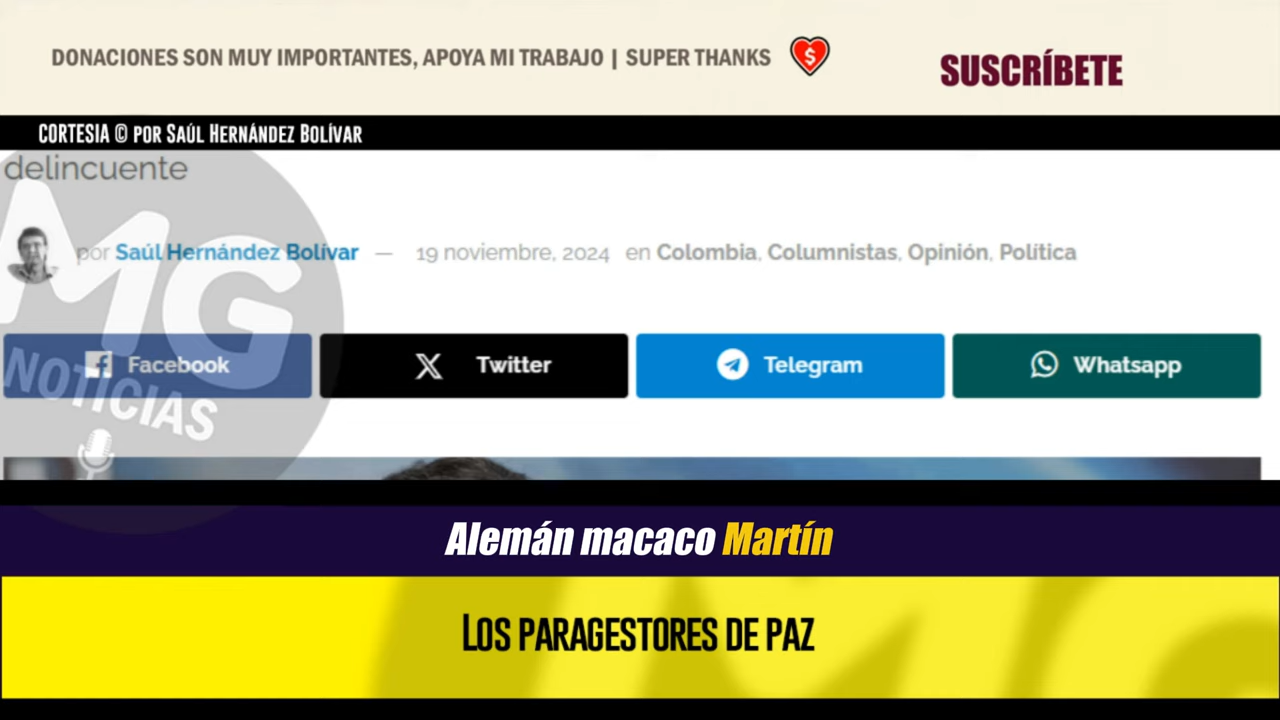 DONACIONES SON MUY IMPORTANTES, APOYA MI TRABAJO | SUPER THANKS
SUSCRÍBETE
CORTESIA © POR SAÚL HERNÁNDEZ BOLÍVAR
delincuente
por Saúl Hernández Bolívar — 19 noviembre, 2024 en Colombia, Columnistas, Opinión, Política
MG
NOTICIAS
Facebook
Twitter
Telegram
Whatsapp
Alemán macaco Martín
LOS PARAGESTORES DE PAZ